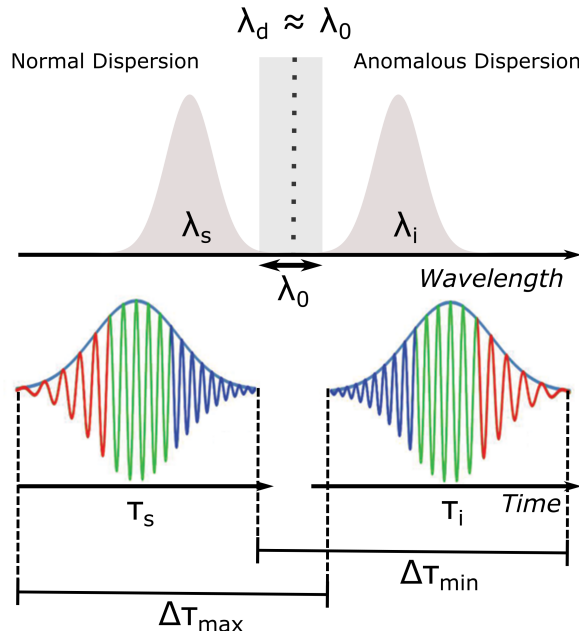 λd ≈ λ0
Normal Dispersion
Anomalous Dispersion
λs
λi
Wavelength
λ0
τs
τi
Time
Δτmin
Δτmax